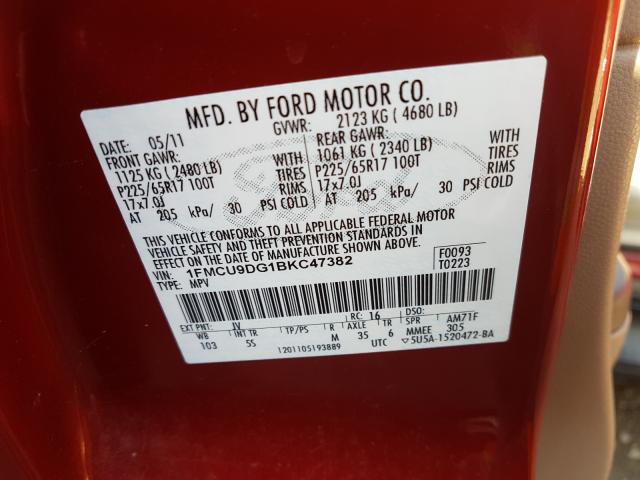 MFD. BY FORD MOTOR CO.
DATE: 05/11 GVWR: 2123 KG ( 4680 LB)
FRONT GAWR: REAR GAWR:
1125 KG ( 2480 LB) WITH 1061 KG ( 2340 LB) WITH
P225/65R17 100T TIRES P225/65R17 100T TIRES
17x7.0J RIMS 17x7.0J RIMS
AT 205 kPa/ 30 PSI COLD AT 205 kPa/ 30 PSI COLD
Ford
THIS VEHICLE CONFORMS TO ALL APPLICABLE FEDERAL MOTOR
VEHICLE SAFETY AND THEFT PREVENTION STANDARDS IN
EFFECT ON THE DATE OF MANUFACTURE SHOWN ABOVE.
VIN: 1FMCU9DG1BKC47382 F0093
TYPE: MPV T0223
EXT PNT: JV RC: 16 DSO:
WB INT TR TP/PS R AXLE TR SPR AM71F
103 5S M 35 6 MMEE 305
1201105193889 UTC 5U5A-1520472-BA